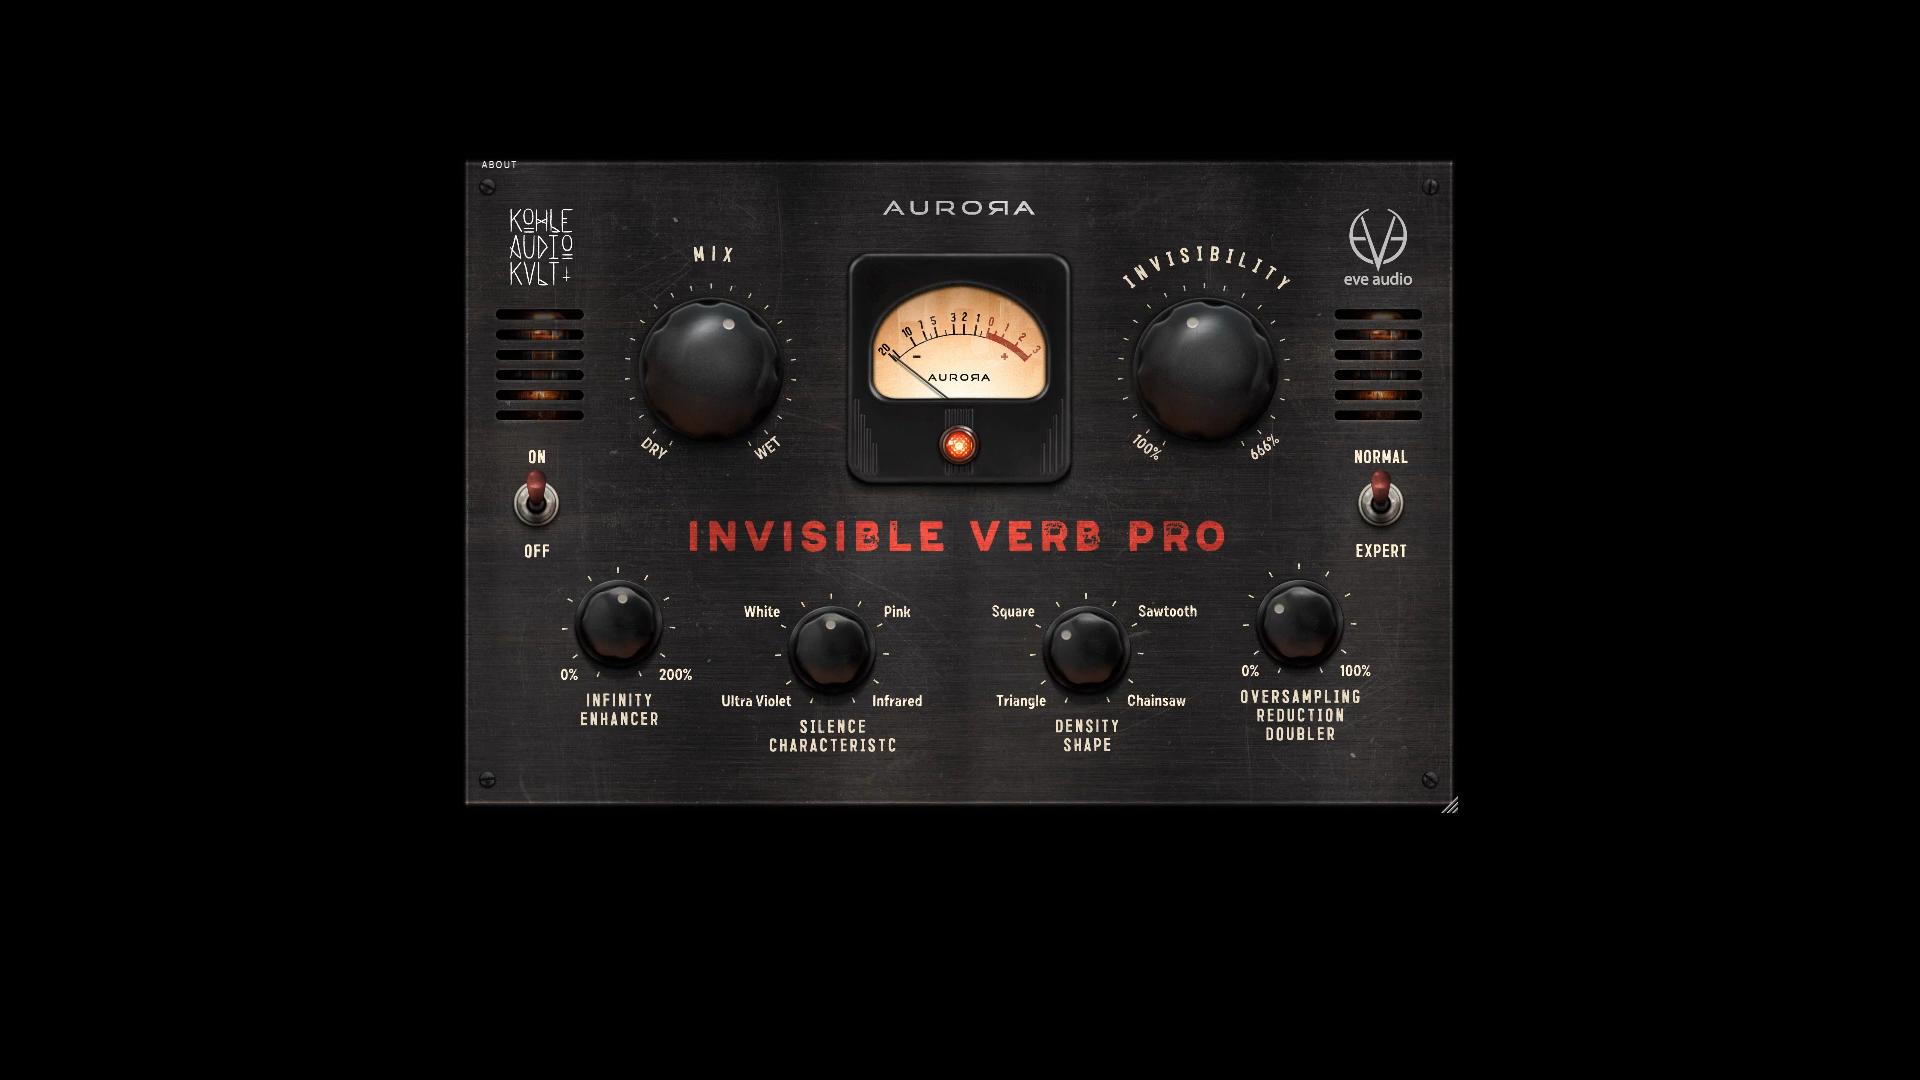 ABOUT
KOHLE
AUDIO
KVLT
AURORA
eve audio
MIX
INVISIBILITY
20 10 7 5 3 2 1 0 1 2 3
- +
AURORA
DRY
WET
100%
666%
ON
OFF
NORMAL
EXPERT
INVISIBLE VERB PRO
0%
200%
INFINITY
ENHANCER
White
Pink
Ultra Violet
Infrared
SILENCE
CHARACTERISTC
Square
Sawtooth
Triangle
Chainsaw
DENSITY
SHAPE
0%
100%
OVERSAMPLING
REDUCTION
DOUBLER